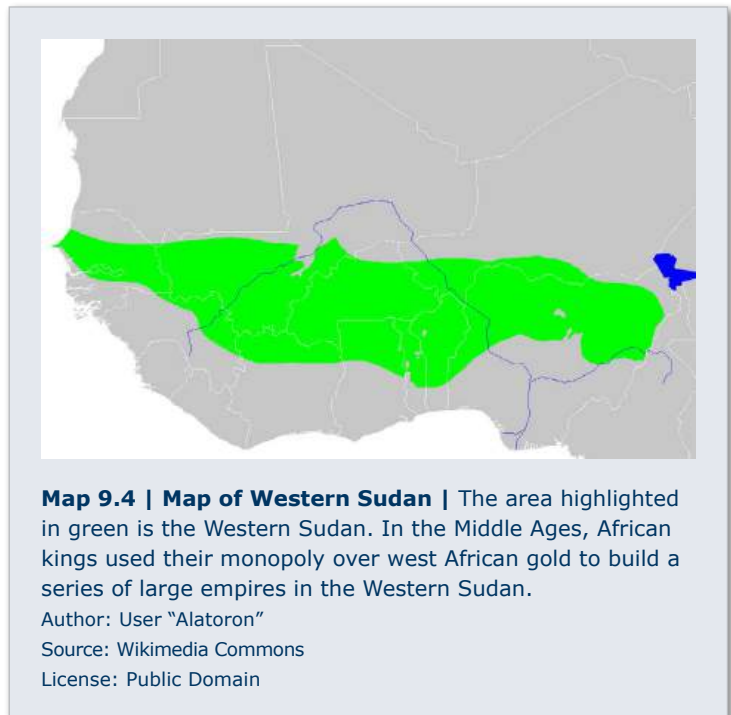 Map 9.4 | Map of Western Sudan | The area highlighted
in green is the Western Sudan. In the Middle Ages, African
kings used their monopoly over west African gold to build a
series of large empires in the Western Sudan.
Author: User “Alatoron”
Source: Wikimedia Commons
License: Public Domain